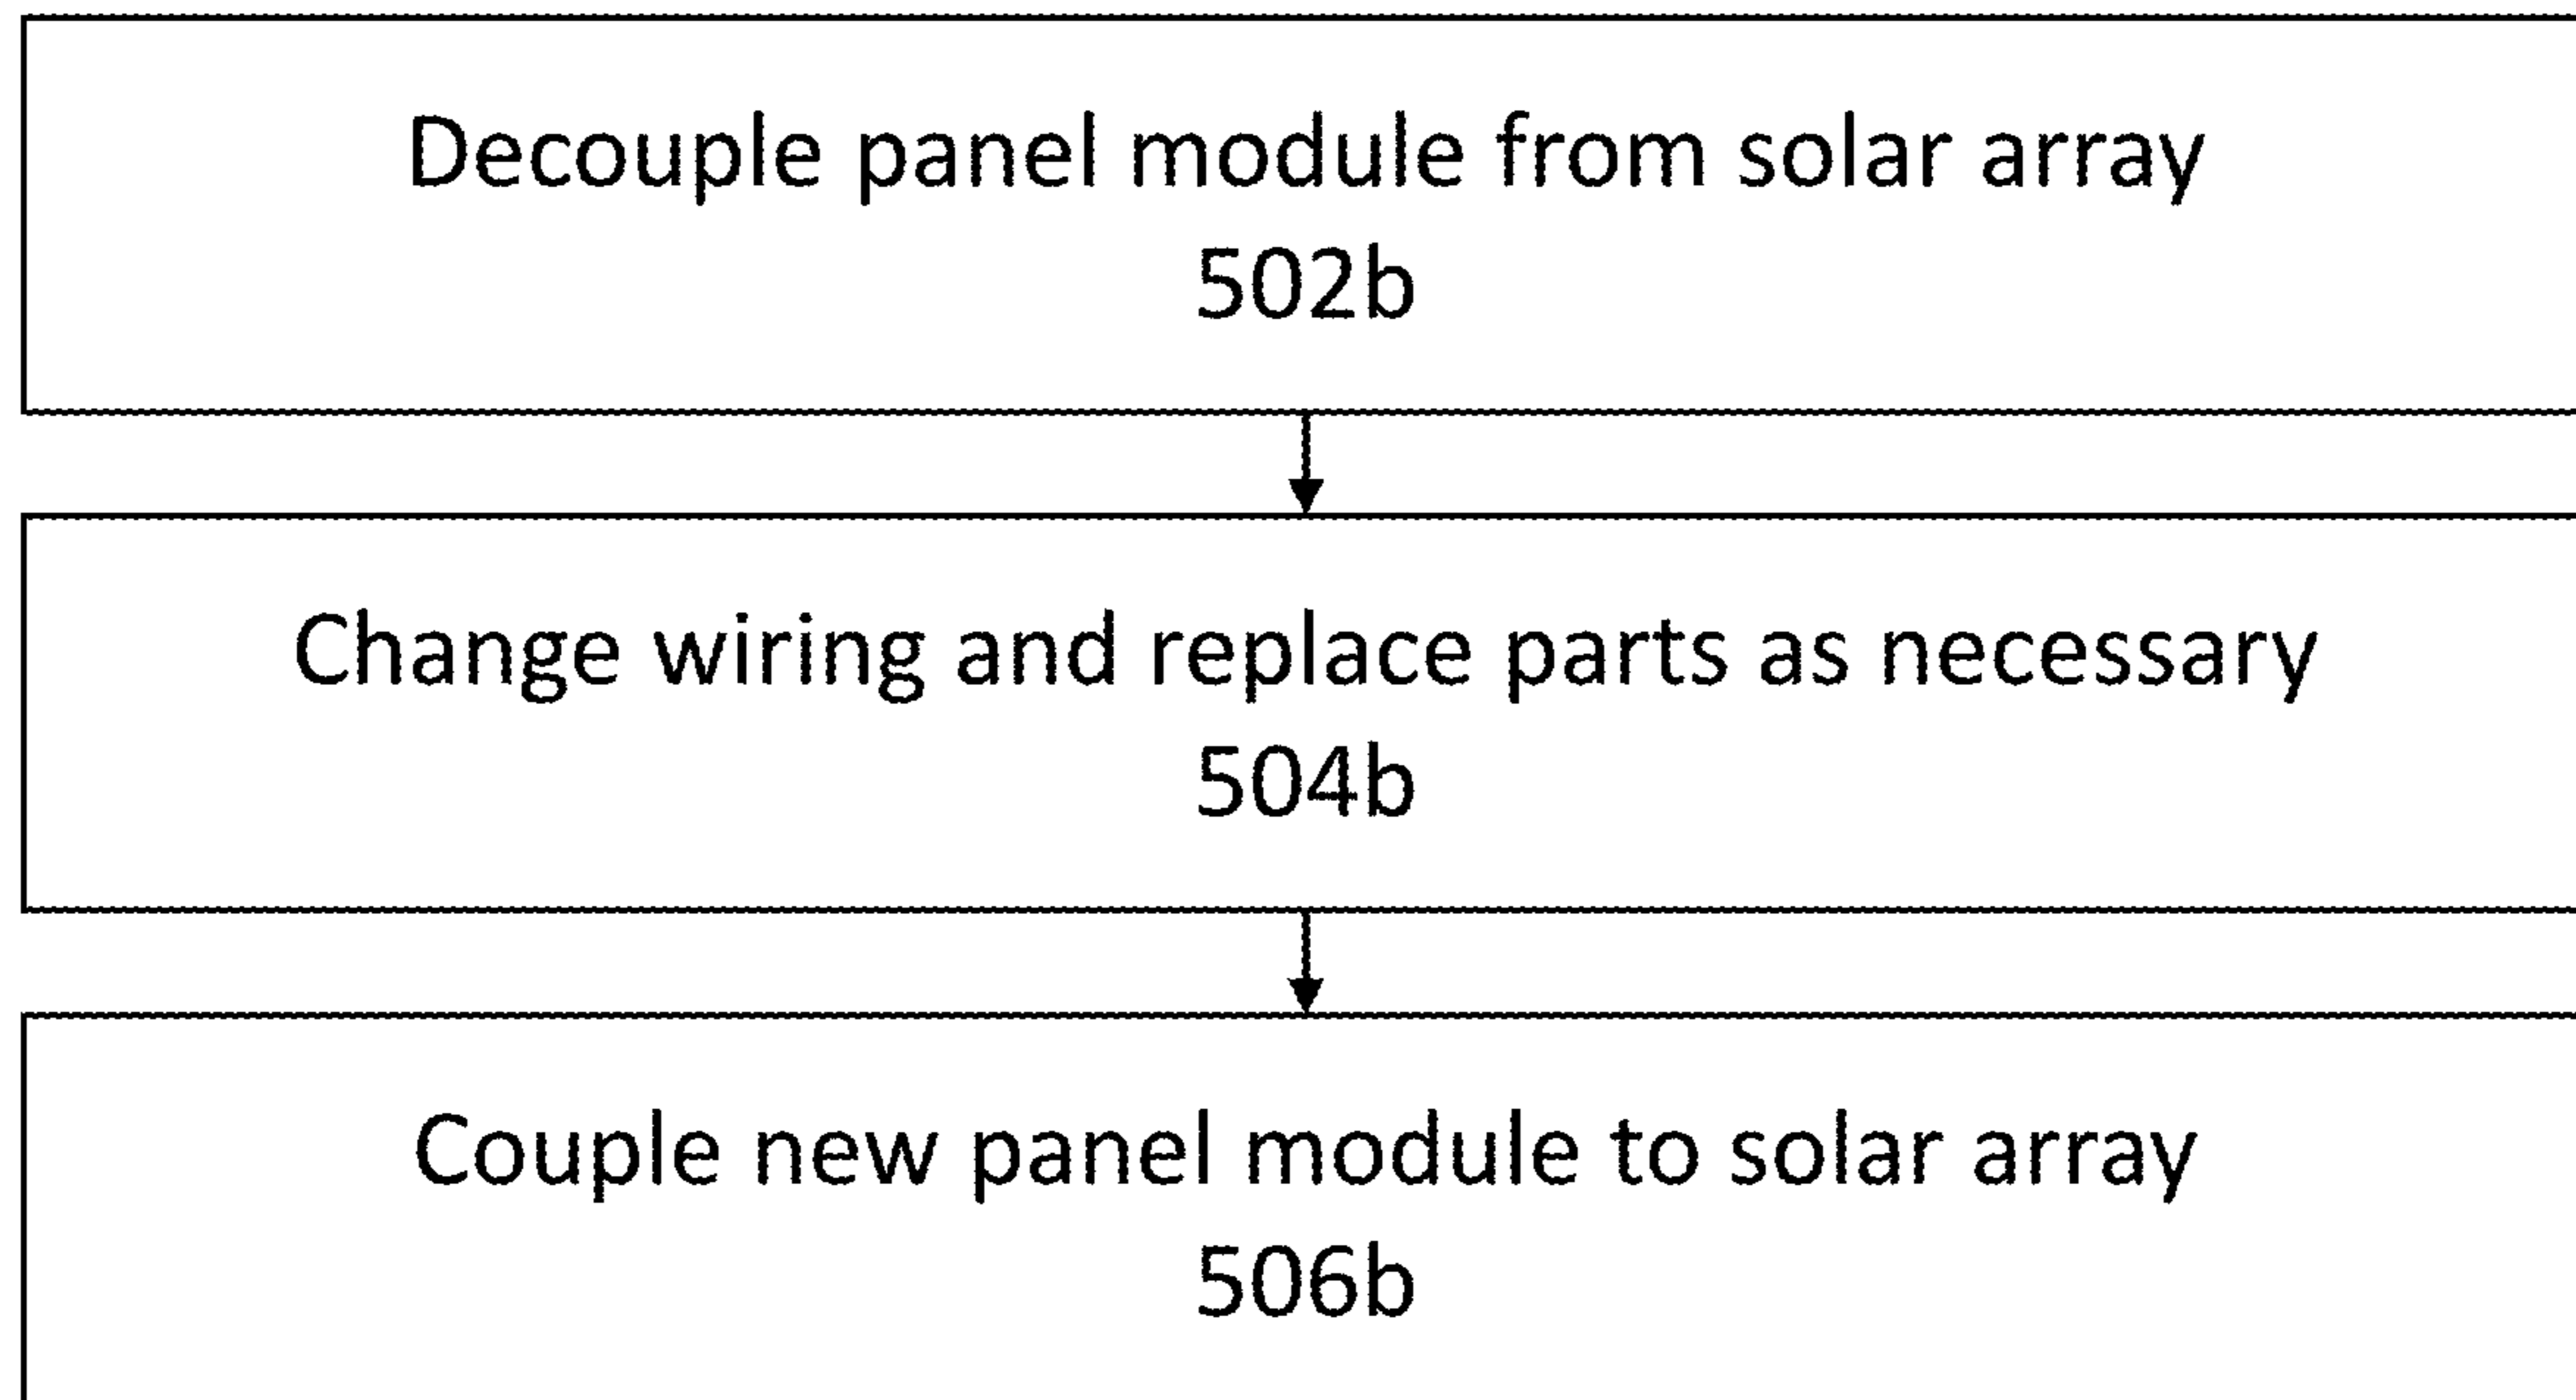 Decouple panel module from solar array
502b
Change wiring and replace parts as necessary
504b
Couple new panel module to solar array
506b